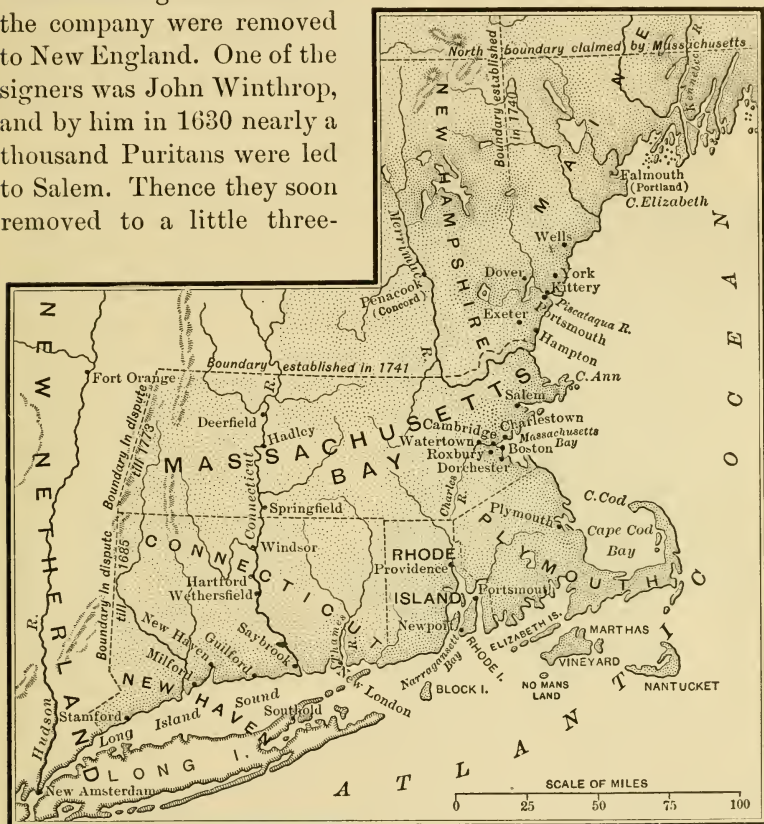 the company were removed
to New England. One of the
signers was John Winthrop,
and by him in 1630 nearly a
thousand Puritans were led
to Salem. Thence they soon
removed to a little three-
North boundary claimed by Massachusetts
Boundary established
in 1740
MAINE
Kennebec R.
NEW HAMPSHIRE
Falmouth
(Portland)
C. Elizabeth
Merrimac
R.
Wells
Dover
York
Kittery
Penacook
(Concord)
Exeter
Piscataqua R.
Portsmouth
Hampton
ATLANTIC OCEAN
NEW NETHERLAND
Fort Orange
Boundary established in 1741
Boundary In dispute
till 1773
Deerfield
Hadley
Connecticut
R.
MASSACHUSETTS
BAY
Salem
C. Ann
Cambridge
Charlestown
Watertown
Massachusetts
Bay
Roxbury
Boston
Dorchester
Charles
R.
Springfield
Boundary In dispute
till 1685
CONNECTICUT
Windsor
Hartford
Wethersfield
RHODE
ISLAND
Providence
PLYMOUTH
Plymouth
C. Cod
Cape Cod
Bay
Portsmouth
Newport
Narragansett
Bay
RHODE I.
ELIZABETH IS.
MARTHAS
VINEYARD
NO MANS
LAND
NANTUCKET
BLOCK I.
New Haven
Guilford
Saybrook
Milford
Thames
R.
New London
NEW HAVEN
Stamford
Long Island Sound
Southold
LONG I.
Hudson
R.
New Amsterdam
SCALE OF MILES
0 25 50 75 100